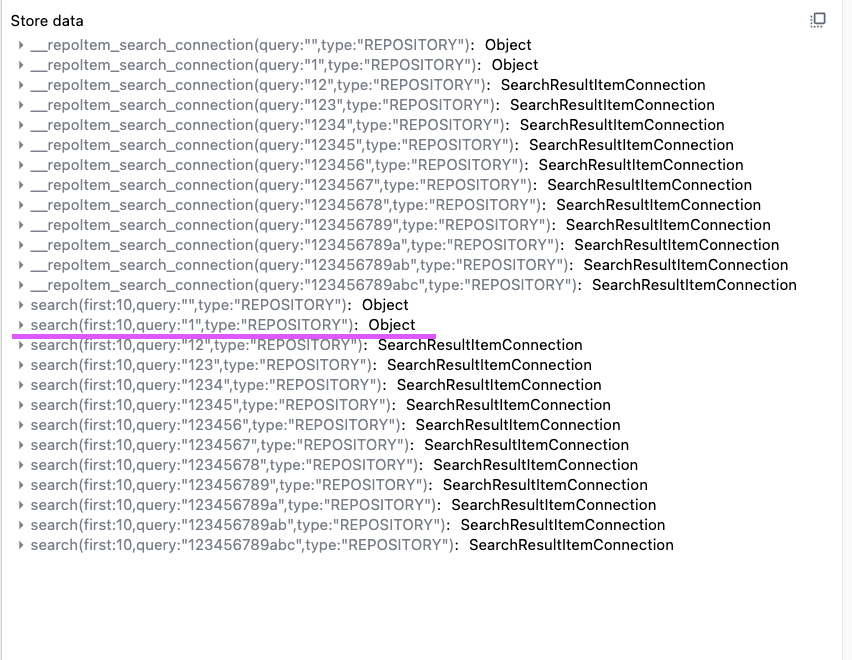 Store data
__repoItem_search_connection(query:"",type:"REPOSITORY"): Object
__repoItem_search_connection(query:"1",type:"REPOSITORY"): Object
__repoItem_search_connection(query:"12",type:"REPOSITORY"): SearchResultItemConnection
__repoItem_search_connection(query:"123",type:"REPOSITORY"): SearchResultItemConnection
__repoItem_search_connection(query:"1234",type:"REPOSITORY"): SearchResultItemConnection
__repoItem_search_connection(query:"12345",type:"REPOSITORY"): SearchResultItemConnection
__repoItem_search_connection(query:"123456",type:"REPOSITORY"): SearchResultItemConnection
__repoItem_search_connection(query:"1234567",type:"REPOSITORY"): SearchResultItemConnection
__repoItem_search_connection(query:"12345678",type:"REPOSITORY"): SearchResultItemConnection
__repoItem_search_connection(query:"123456789",type:"REPOSITORY"): SearchResultItemConnection
__repoItem_search_connection(query:"123456789a",type:"REPOSITORY"): SearchResultItemConnection
__repoItem_search_connection(query:"123456789ab",type:"REPOSITORY"): SearchResultItemConnection
__repoItem_search_connection(query:"123456789abc",type:"REPOSITORY"): SearchResultItemConnection
search(first:10,query:"",type:"REPOSITORY"): Object
search(first:10,query:"1",type:"REPOSITORY"): Object
search(first:10,query:"12",type:"REPOSITORY"): SearchResultItemConnection
search(first:10,query:"123",type:"REPOSITORY"): SearchResultItemConnection
search(first:10,query:"1234",type:"REPOSITORY"): SearchResultItemConnection
search(first:10,query:"12345",type:"REPOSITORY"): SearchResultItemConnection
search(first:10,query:"123456",type:"REPOSITORY"): SearchResultItemConnection
search(first:10,query:"1234567",type:"REPOSITORY"): SearchResultItemConnection
search(first:10,query:"12345678",type:"REPOSITORY"): SearchResultItemConnection
search(first:10,query:"123456789",type:"REPOSITORY"): SearchResultItemConnection
search(first:10,query:"123456789a",type:"REPOSITORY"): SearchResultItemConnection
search(first:10,query:"123456789ab",type:"REPOSITORY"): SearchResultItemConnection
search(first:10,query:"123456789abc",type:"REPOSITORY"): SearchResultItemConnection